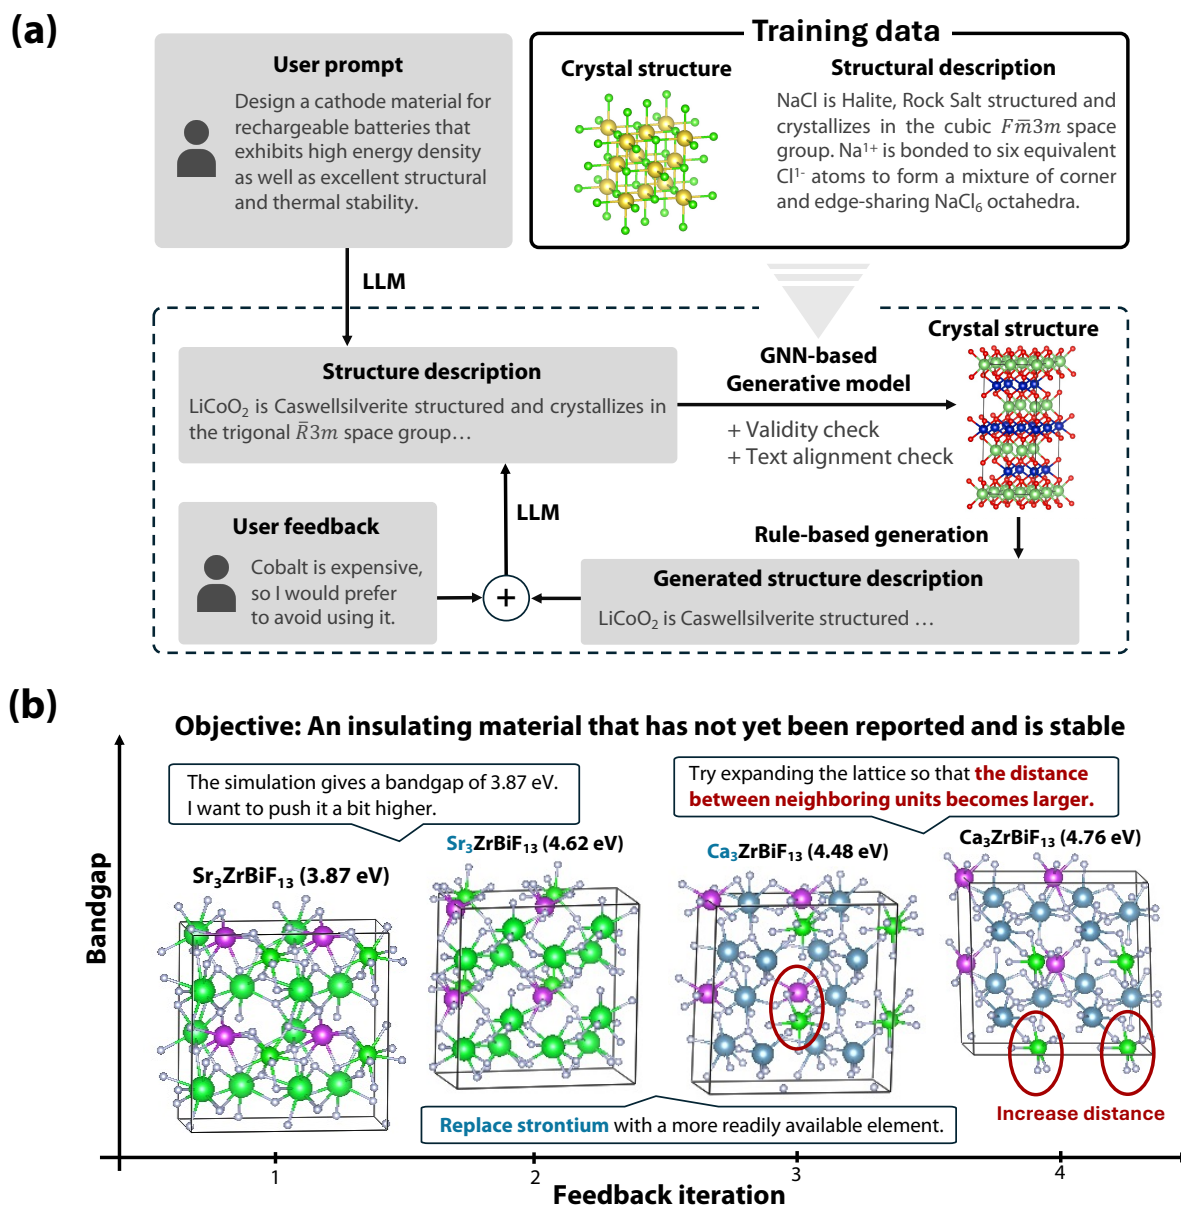 (a)
User prompt
Design a cathode material for
rechargeable batteries that
exhibits high energy density
as well as excellent structural
and thermal stability.
Training data
Crystal structure
Structural description
NaCl is Halite, Rock Salt structured and
crystallizes in the cubic Fm̅3m space
group. Na¹⁺ is bonded to six equivalent
Cl¹⁻ atoms to form a mixture of corner
and edge-sharing NaCl₆ octahedra.
LLM
Structure description
LiCoO₂ is Caswellsilverite structured and crystallizes in
the trigonal R̅3m space group…
GNN-based
Generative model
+ Validity check
+ Text alignment check
Crystal structure
LLM
User feedback
Cobalt is expensive,
so I would prefer
to avoid using it.
+
Rule-based generation
Generated structure description
LiCoO₂ is Caswellsilverite structured …
(b)
Objective: An insulating material that has not yet been reported and is stable
The simulation gives a bandgap of 3.87 eV.
I want to push it a bit higher.
Try expanding the lattice so that the distance
between neighboring units becomes larger.
Sr₃ZrBiF₁₃ (3.87 eV)
Sr₃ZrBiF₁₃ (4.62 eV)
Ca₃ZrBiF₁₃ (4.48 eV)
Ca₃ZrBiF₁₃ (4.76 eV)
Bandgap
Replace strontium with a more readily available element.
Increase distance
1
2
3
4
Feedback iteration